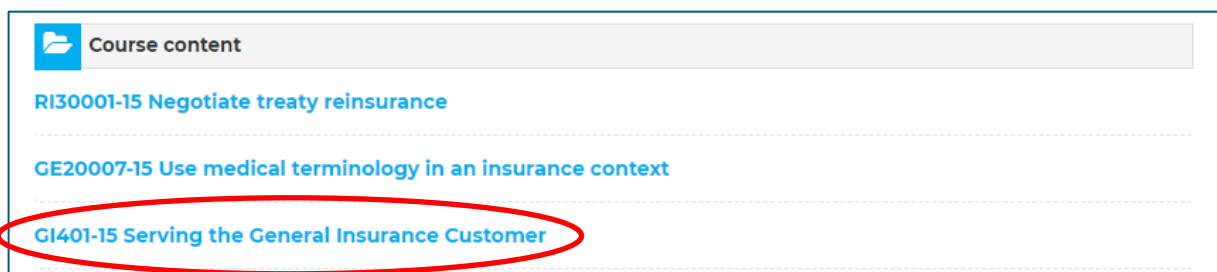 Course content
RI30001-15 Negotiate treaty reinsurance
GE20007-15 Use medical terminology in an insurance context
GI401-15 Serving the General Insurance Customer